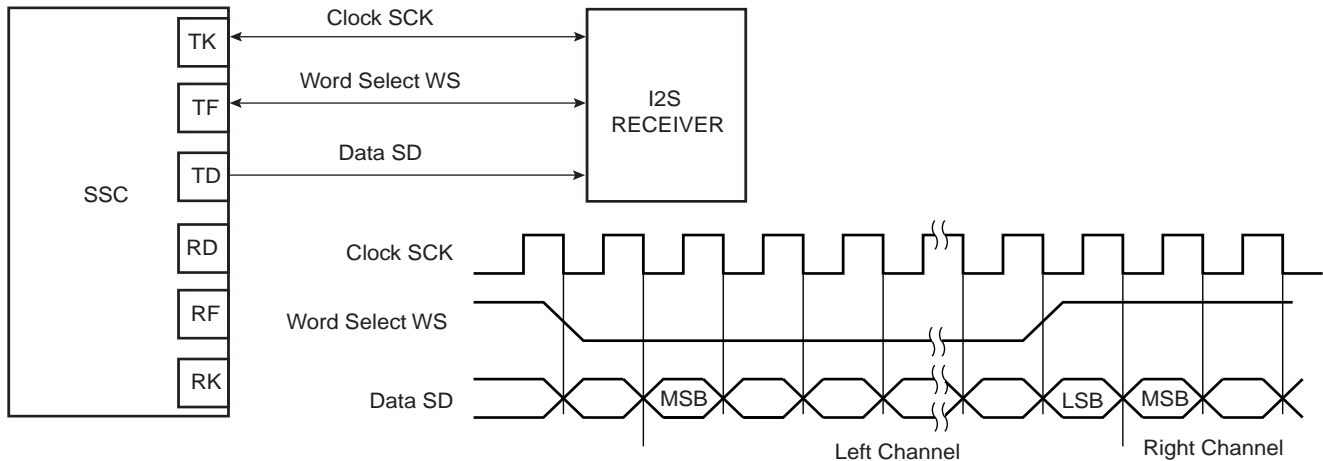 SSC
TK
TF
TD
RD
RF
RK
Clock SCK
Word Select WS
Data SD
I2S
RECEIVER
Clock SCK
Word Select WS
Data SD
MSB
LSB
MSB
Left Channel
Right Channel